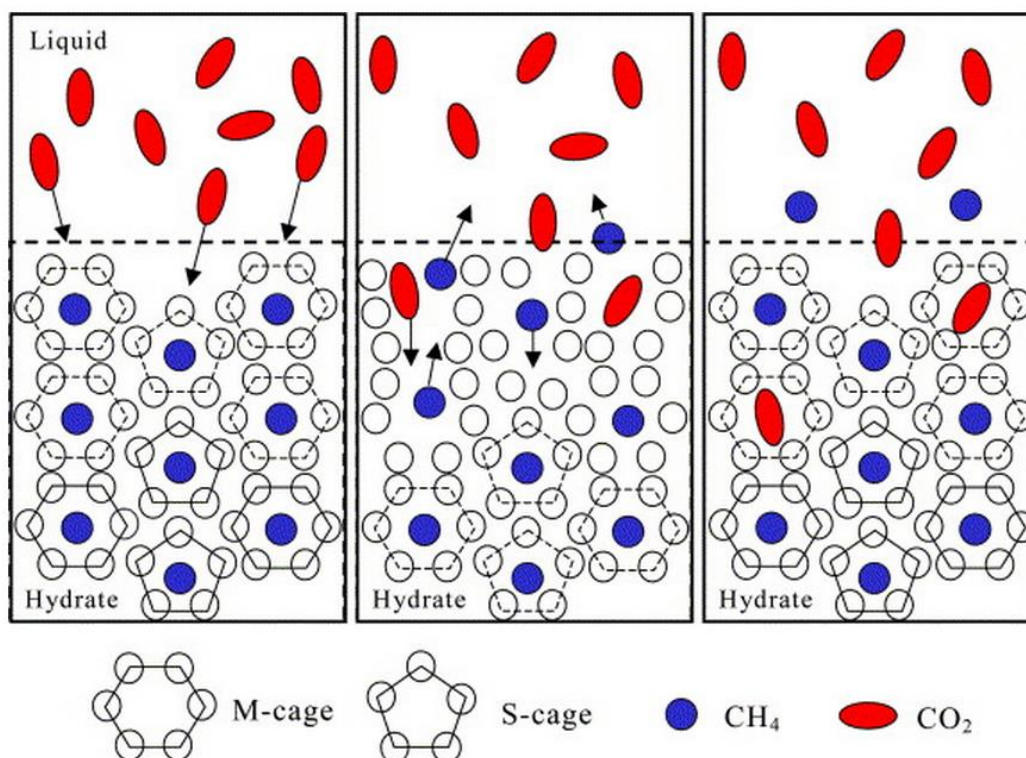 Liquid
Hydrate
Hydrate
Hydrate
M-cage
S-cage
CH₄
CO₂